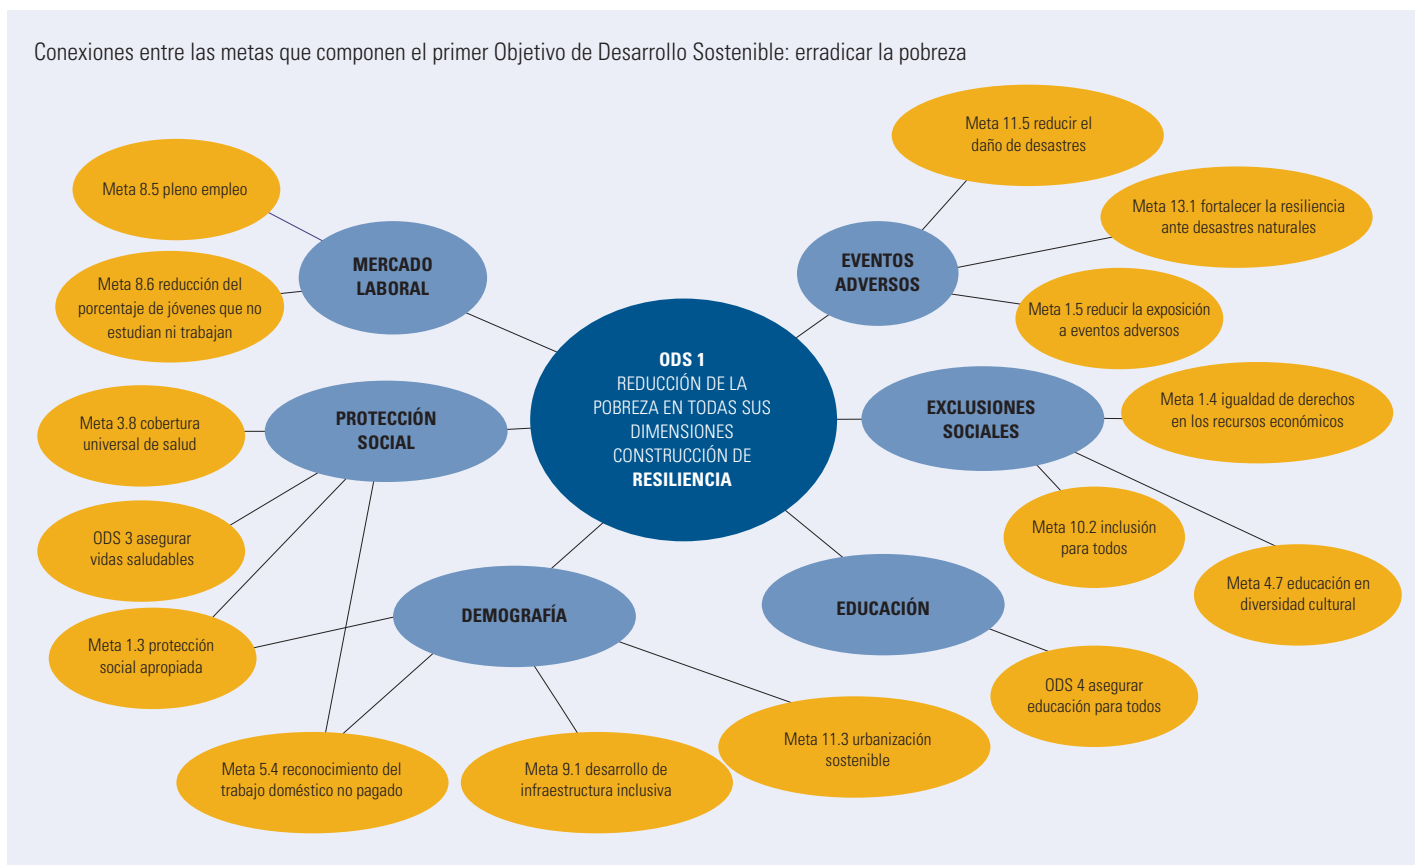 Conexiones entre las metas que componen el primer Objetivo de Desarrollo Sostenible: erradicar la pobreza
Meta 8.5 pleno empleo
MERCADO
LABORAL
Meta 8.6 reducción del
porcentaje de jóvenes que no
estudian ni trabajan
Meta 11.5 reducir el
daño de desastres
Meta 13.1 fortalecer la resiliencia
ante desastres naturales
EVENTOS
ADVERSOS
Meta 1.5 reducir la exposición
a eventos adversos
ODS 1
REDUCCIÓN DE LA
POBREZA EN TODAS SUS
DIMENSIONES
CONSTRUCCIÓN DE
RESILIENCIA
PROTECCIÓN
SOCIAL
Meta 3.8 cobertura
universal de salud
ODS 3 asegurar
vidas saludables
Meta 1.3 protección
social apropiada
EXCLUSIONES
SOCIALES
Meta 1.4 igualdad de derechos
en los recursos económicos
Meta 10.2 inclusión
para todos
Meta 4.7 educación en
diversidad cultural
DEMOGRAFÍA
EDUCACIÓN
ODS 4 asegurar
educación para todos
Meta 5.4 reconocimiento del
trabajo doméstico no pagado
Meta 9.1 desarrollo de
infraestructura inclusiva
Meta 11.3 urbanización
sostenible